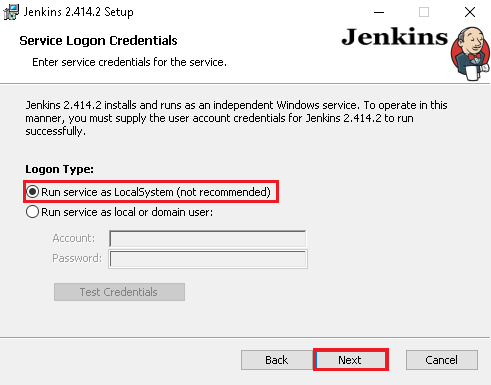 Jenkins 2.414.2 Setup
Service Logon Credentials
Enter service credentials for the service.
Jenkins
Jenkins 2.414.2 installs and runs as an independent Windows service. To operate in this
manner, you must supply the user account credentials for Jenkins 2.414.2 to run
successfully.
Logon Type:
Run service as LocalSystem (not recommended)
Run service as local or domain user:
Account:
Password:
Test Credentials
Back
Next
Cancel